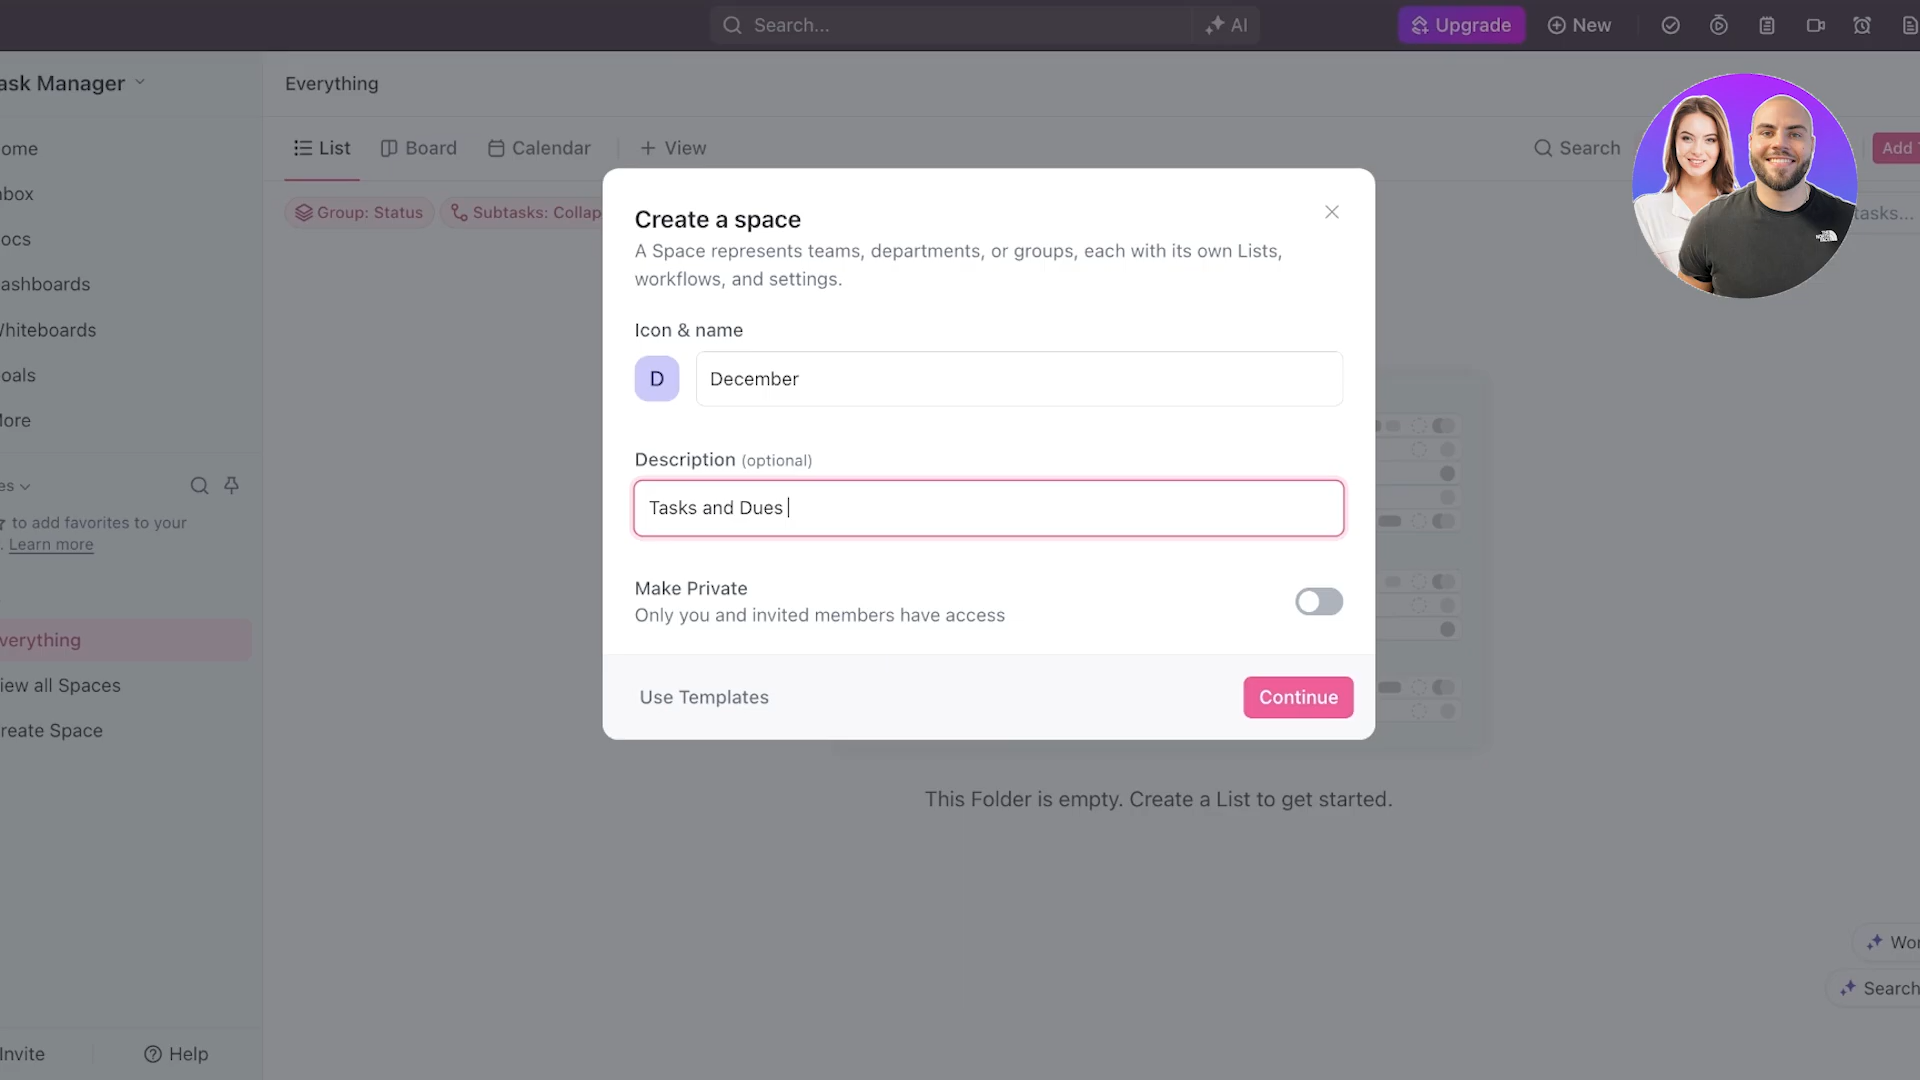 Search...
AI
Upgrade
New
ask Manager
Everything
ome
List
Board
Calendar
View
Search
Add
nbox
Group: Status
Subtasks: Collap
tasks...
ocs
ashboards
Whiteboards
oals
More
Create a space
A Space represents teams, departments, or groups, each with its own Lists,
workflows, and settings.
Icon & name
D
December
Description (optional)
Tasks and Dues
Make Private
Only you and invited members have access
Use Templates
Continue
es
to add favorites to your
. Learn more
verything
iew all Spaces
reate Space
This Folder is empty. Create a List to get started.
Wor
Search
Invite
Help